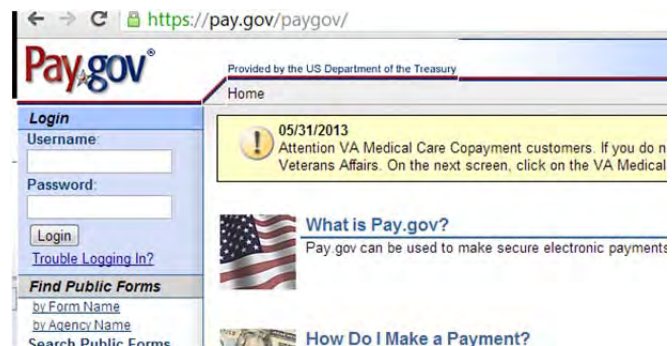 https://pay.gov/paygov/
Pay.gov®
Provided by the US Department of the Treasury
Home
Login
Username:
Password:
Login
Trouble Logging In?
Find Public Forms
by Form Name
by Agency Name
Search Public Forms
05/31/2013
Attention VA Medical Care Copayment customers. If you do n
Veterans Affairs. On the next screen, click on the VA Medical
What is Pay.gov?
Pay.gov can be used to make secure electronic payments
How Do I Make a Payment?